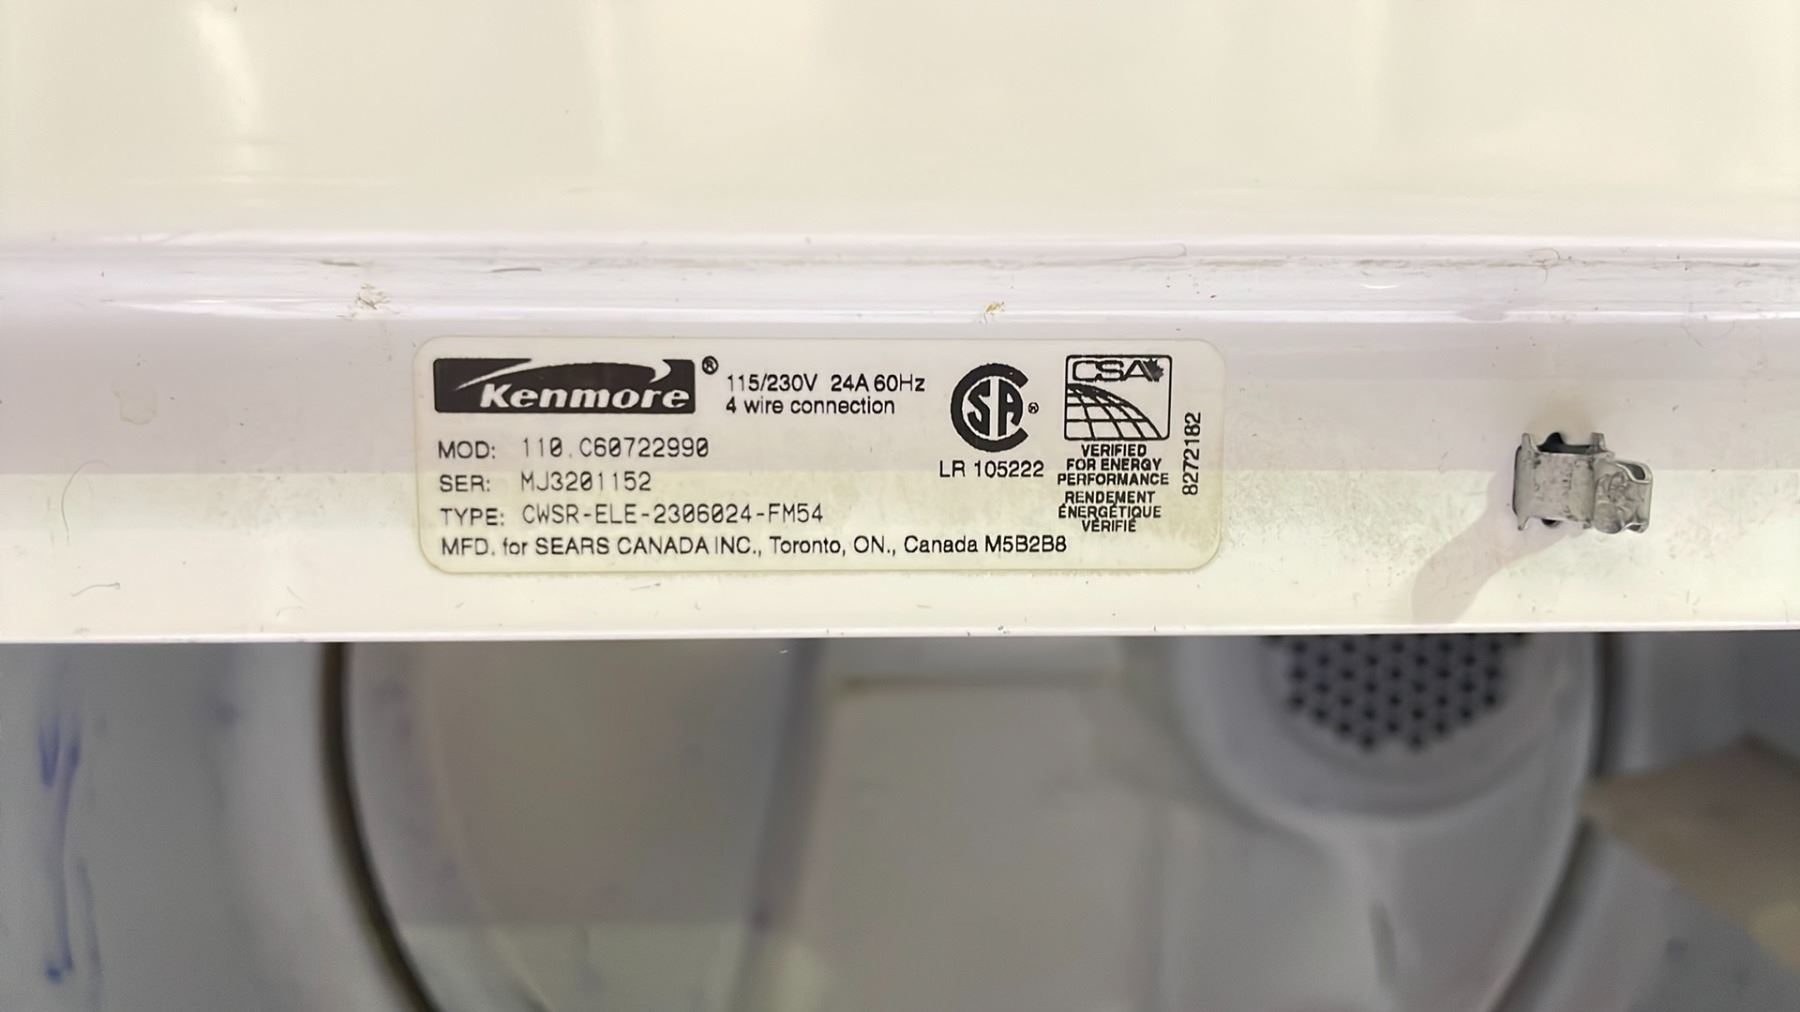 Kenmore®
115/230V 24A 60Hz
4 wire connection
MOD: 110.C60722990
SER: MJ3201152
TYPE: CWSR-ELE-2306024-FM54
MFD. for SEARS CANADA INC., Toronto, ON., Canada M5B2B8
SA®
LR 105222
CSA
VERIFIED
FOR ENERGY
PERFORMANCE
RENDEMENT
ÉNERGÉTIQUE
VÉRIFIÉ
8272182